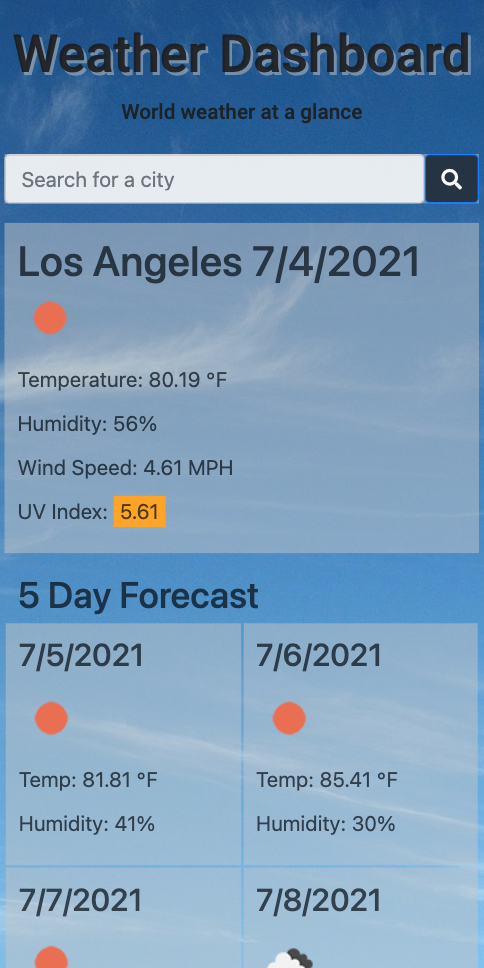 Weather Dashboard
World weather at a glance
Search for a city
Los Angeles 7/4/2021
Temperature: 80.19 °F
Humidity: 56%
Wind Speed: 4.61 MPH
UV Index: 5.61
5 Day Forecast
7/5/2021
Temp: 81.81 °F
Humidity: 41%
7/6/2021
Temp: 85.41 °F
Humidity: 30%
7/7/2021
7/8/2021